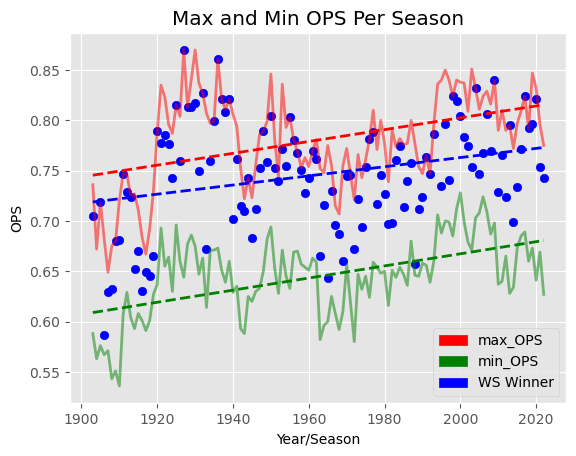 Max and Min OPS Per Season
0.85
0.80
0.75
0.70
0.65
0.60
0.55
OPS
max_OPS
min_OPS
WS Winner
1900 1920 1940 1960 1980 2000 2020
Year/Season